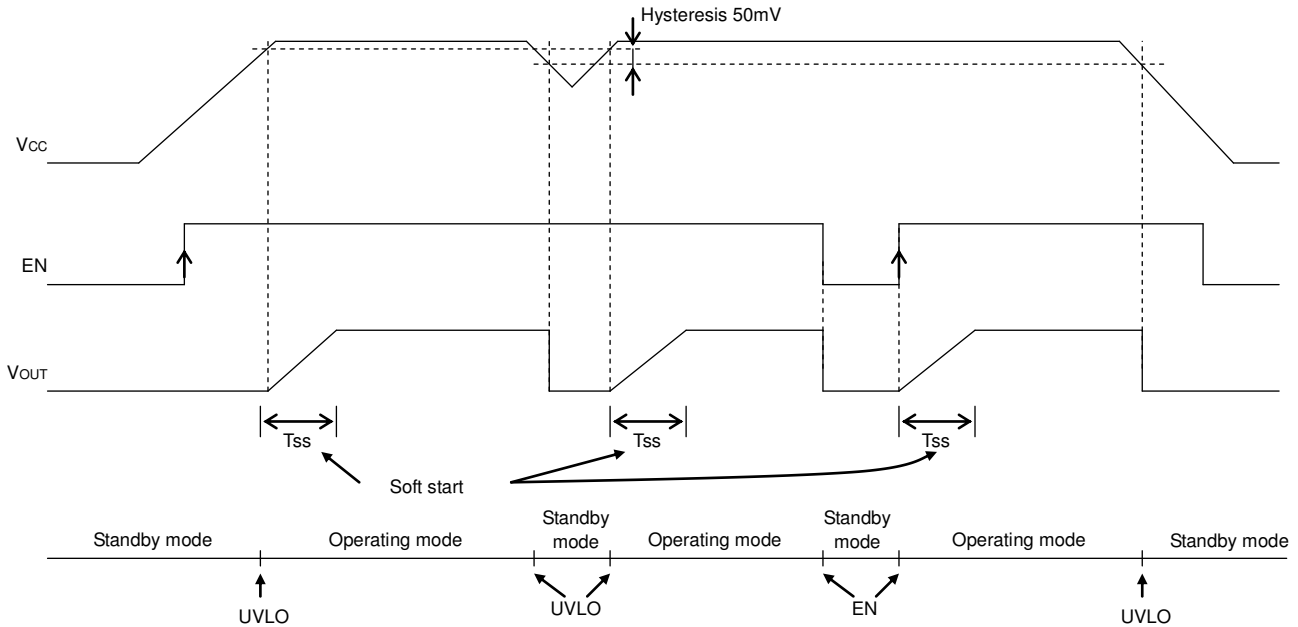 Hysteresis 50mV
VCC
EN
VOUT
Tss
Tss
Tss
Soft start
Standby mode
Operating mode
Standby
mode
Operating mode
Standby
mode
Operating mode
Standby mode
UVLO
UVLO
EN
UVLO